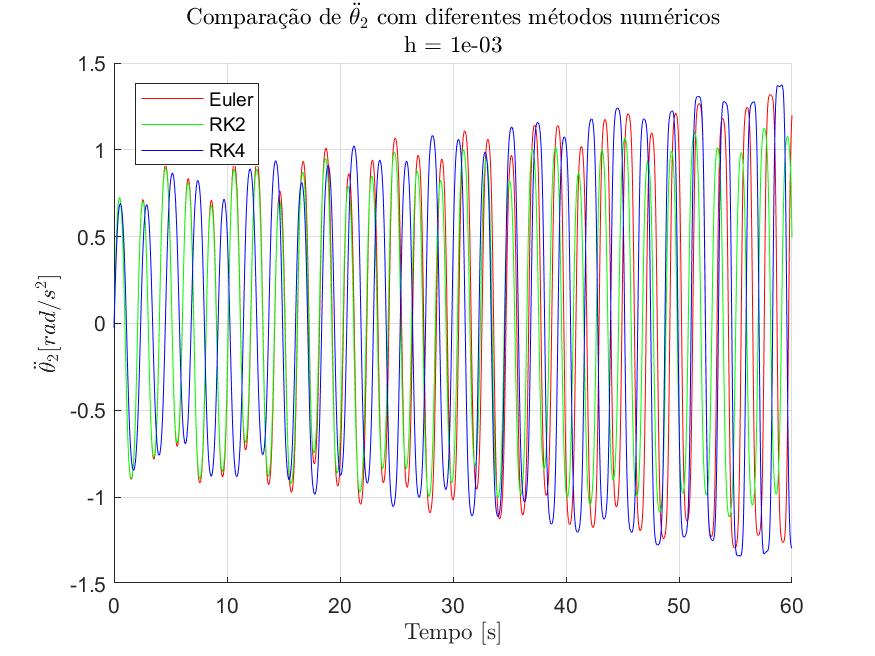 Comparação de θ̈₂ com diferentes métodos numéricos
h = 1e-03
Euler
RK2
RK4
1.5
1
0.5
0
-0.5
-1
-1.5
θ̈₂[rad/s²]
0 10 20 30 40 50 60
Tempo [s]